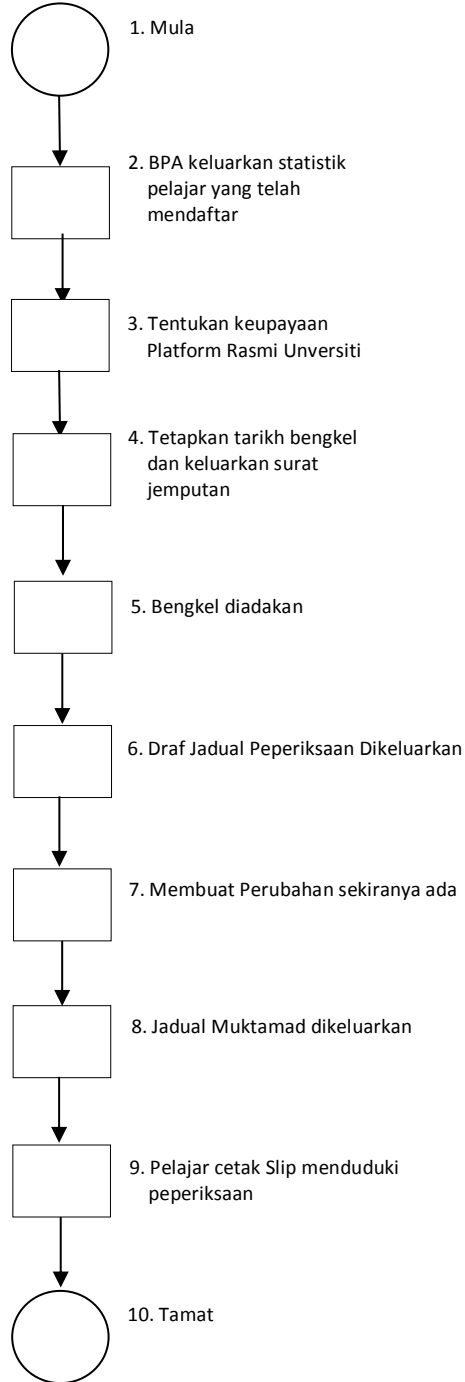 1. Mula
2. BPA keluarkan statistik
pelajar yang telah
mendaftar
3. Tentukan keupayaan
Platform Rasmi Unversiti
4. Tetapkan tarikh bengkel
dan keluarkan surat
jemputan
5. Bengkel diadakan
6. Draf Jadual Peperiksaan Dikeluarkan
7. Membuat Perubahan sekiranya ada
8. Jadual Muktamad dikeluarkan
9. Pelajar cetak Slip menduduki
peperiksaan
10. Tamat